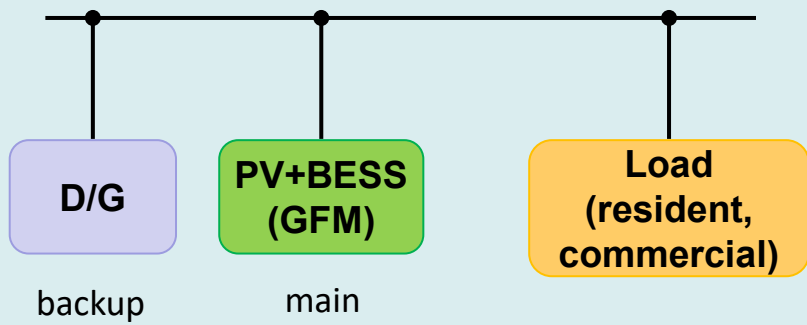 D/G
PV+BESS
(GFM)
Load
(resident,
commercial)
backup
main